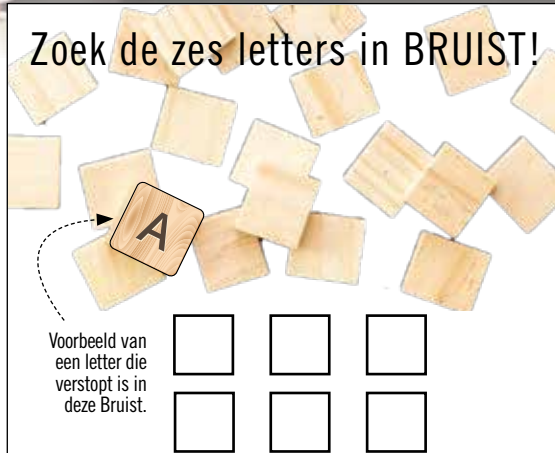 Zoek de zes letters in BRUIST!
A
Voorbeeld van
een letter die
verstopt is in
deze Bruist.